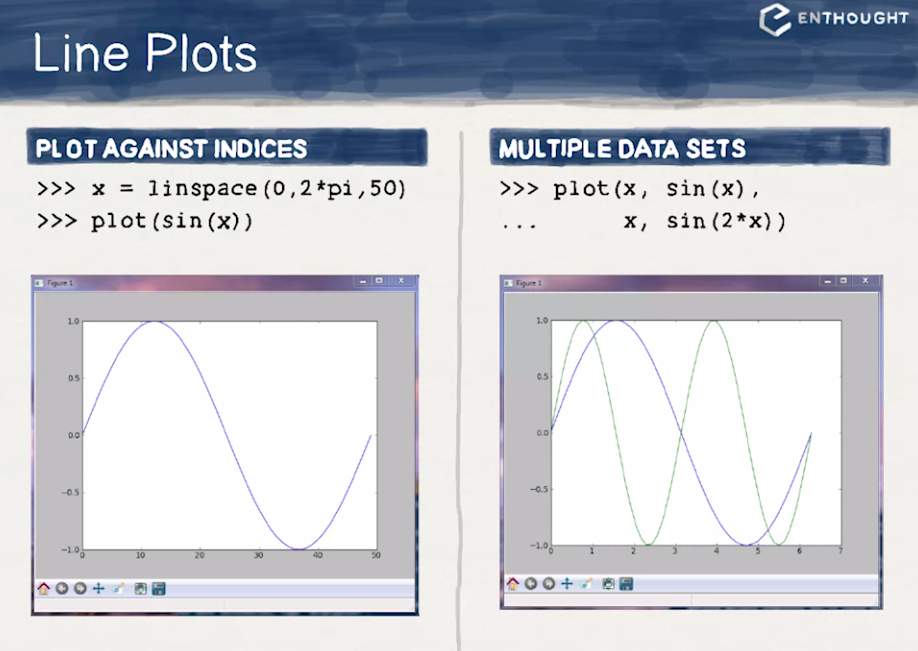 Line Plots
ENTHOUGHT
PLOT AGAINST INDICES
>>> x = linspace(0,2*pi,50)
>>> plot(sin(x))
Figure 1
1.0
0.5
0.0
−0.5
−1.0
0 10 20 30 40 50
MULTIPLE DATA SETS
>>> plot(x, sin(x),
... x, sin(2*x))
Figure 1
1.0
0.5
0.0
−0.5
−1.0
0 1 2 3 4 5 6 7